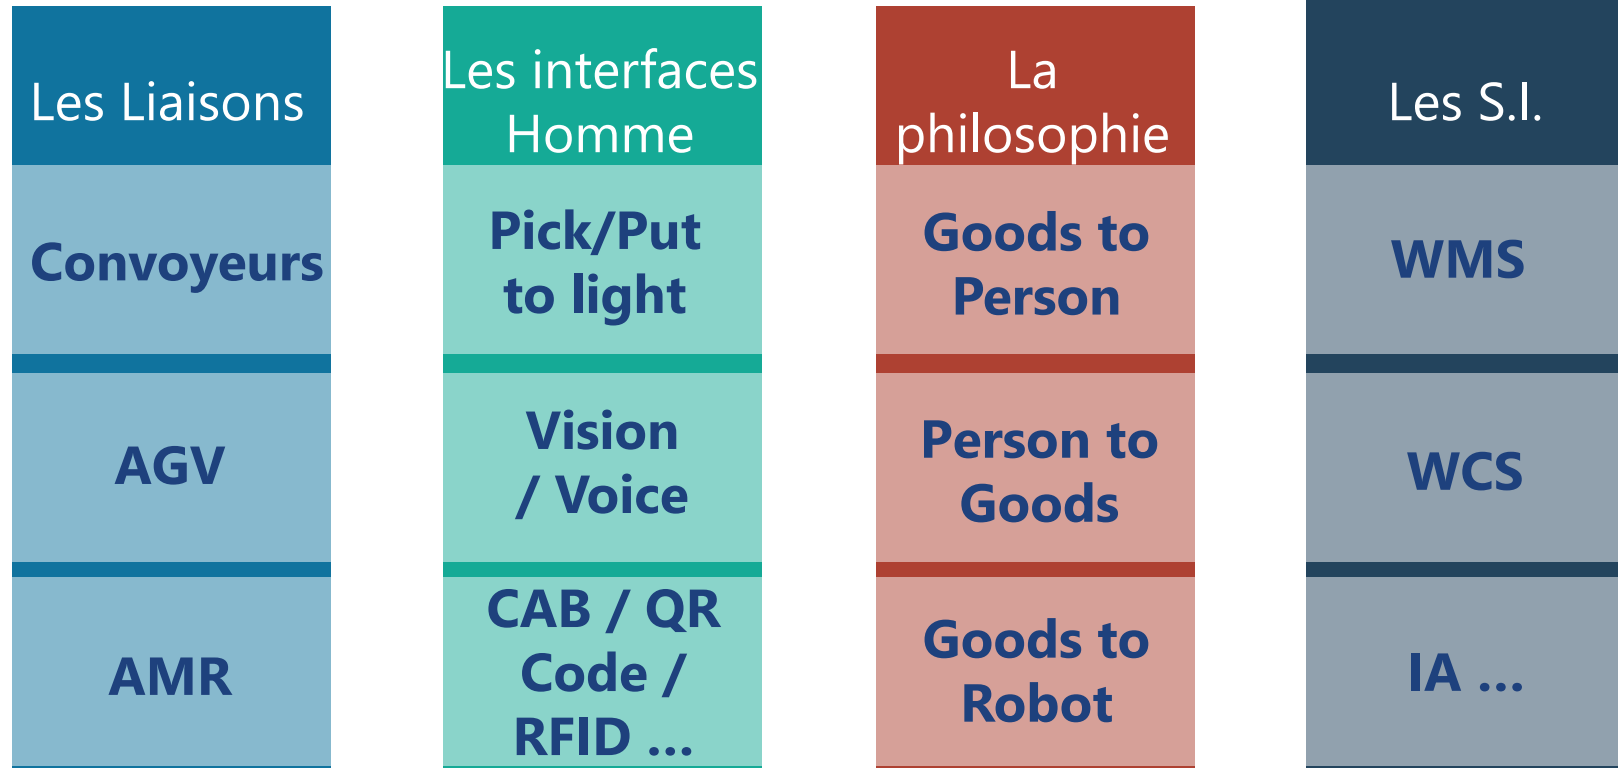 Les Liaisons
Convoyeurs
AGV
AMR
Les interfaces
Homme
Pick/Put
to light
Vision
/ Voice
CAB / QR
Code /
RFID ...
La
philosophie
Goods to
Person
Person to
Goods
Goods to
Robot
Les S.I.
WMS
WCS
IA ...